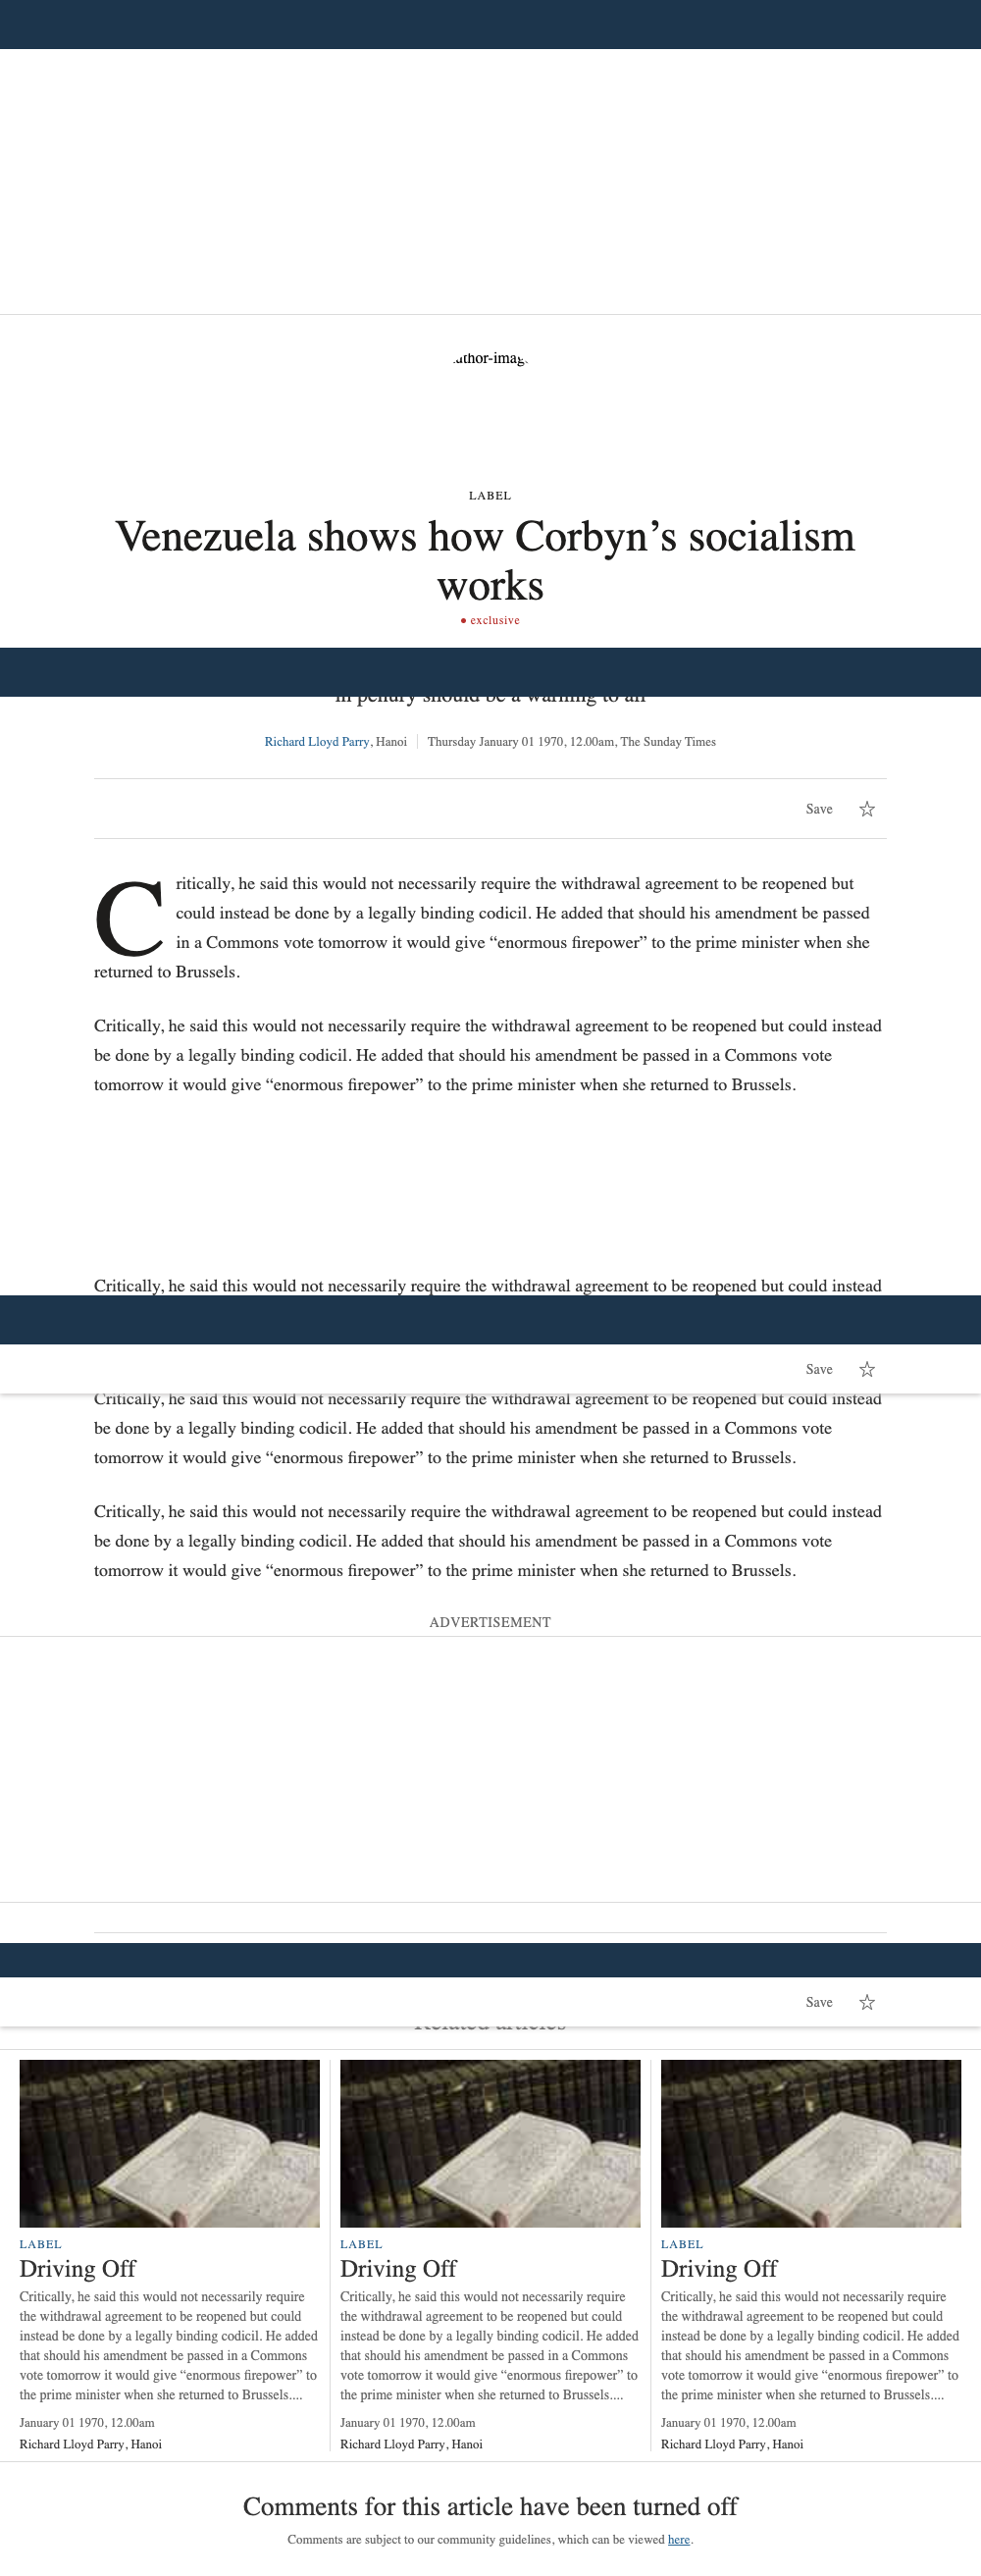 uthor-imag
LABEL
Venezuela shows how Corbyn’s socialism
works
exclusive
in penury should be a warning to all
Richard Lloyd Parry, Hanoi
Thursday January 01 1970, 12.00am, The Sunday Times
Save
Critically, he said this would not necessarily require the withdrawal agreement to be reopened but
could instead be done by a legally binding codicil. He added that should his amendment be passed
in a Commons vote tomorrow it would give “enormous firepower” to the prime minister when she
returned to Brussels.
Critically, he said this would not necessarily require the withdrawal agreement to be reopened but could instead
be done by a legally binding codicil. He added that should his amendment be passed in a Commons vote
tomorrow it would give “enormous firepower” to the prime minister when she returned to Brussels.
Critically, he said this would not necessarily require the withdrawal agreement to be reopened but could instead
Save
Critically, he said this would not necessarily require the withdrawal agreement to be reopened but could instead
be done by a legally binding codicil. He added that should his amendment be passed in a Commons vote
tomorrow it would give “enormous firepower” to the prime minister when she returned to Brussels.
Critically, he said this would not necessarily require the withdrawal agreement to be reopened but could instead
be done by a legally binding codicil. He added that should his amendment be passed in a Commons vote
tomorrow it would give “enormous firepower” to the prime minister when she returned to Brussels.
ADVERTISEMENT
Save
Related articles
LABEL
Driving Off
Critically, he said this would not necessarily require
the withdrawal agreement to be reopened but could
instead be done by a legally binding codicil. He added
that should his amendment be passed in a Commons
vote tomorrow it would give “enormous firepower” to
the prime minister when she returned to Brussels....
January 01 1970, 12.00am
Richard Lloyd Parry, Hanoi
LABEL
Driving Off
Critically, he said this would not necessarily require
the withdrawal agreement to be reopened but could
instead be done by a legally binding codicil. He added
that should his amendment be passed in a Commons
vote tomorrow it would give “enormous firepower” to
the prime minister when she returned to Brussels....
January 01 1970, 12.00am
Richard Lloyd Parry, Hanoi
LABEL
Driving Off
Critically, he said this would not necessarily require
the withdrawal agreement to be reopened but could
instead be done by a legally binding codicil. He added
that should his amendment be passed in a Commons
vote tomorrow it would give “enormous firepower” to
the prime minister when she returned to Brussels....
January 01 1970, 12.00am
Richard Lloyd Parry, Hanoi
Comments for this article have been turned off
Comments are subject to our community guidelines, which can be viewed here.